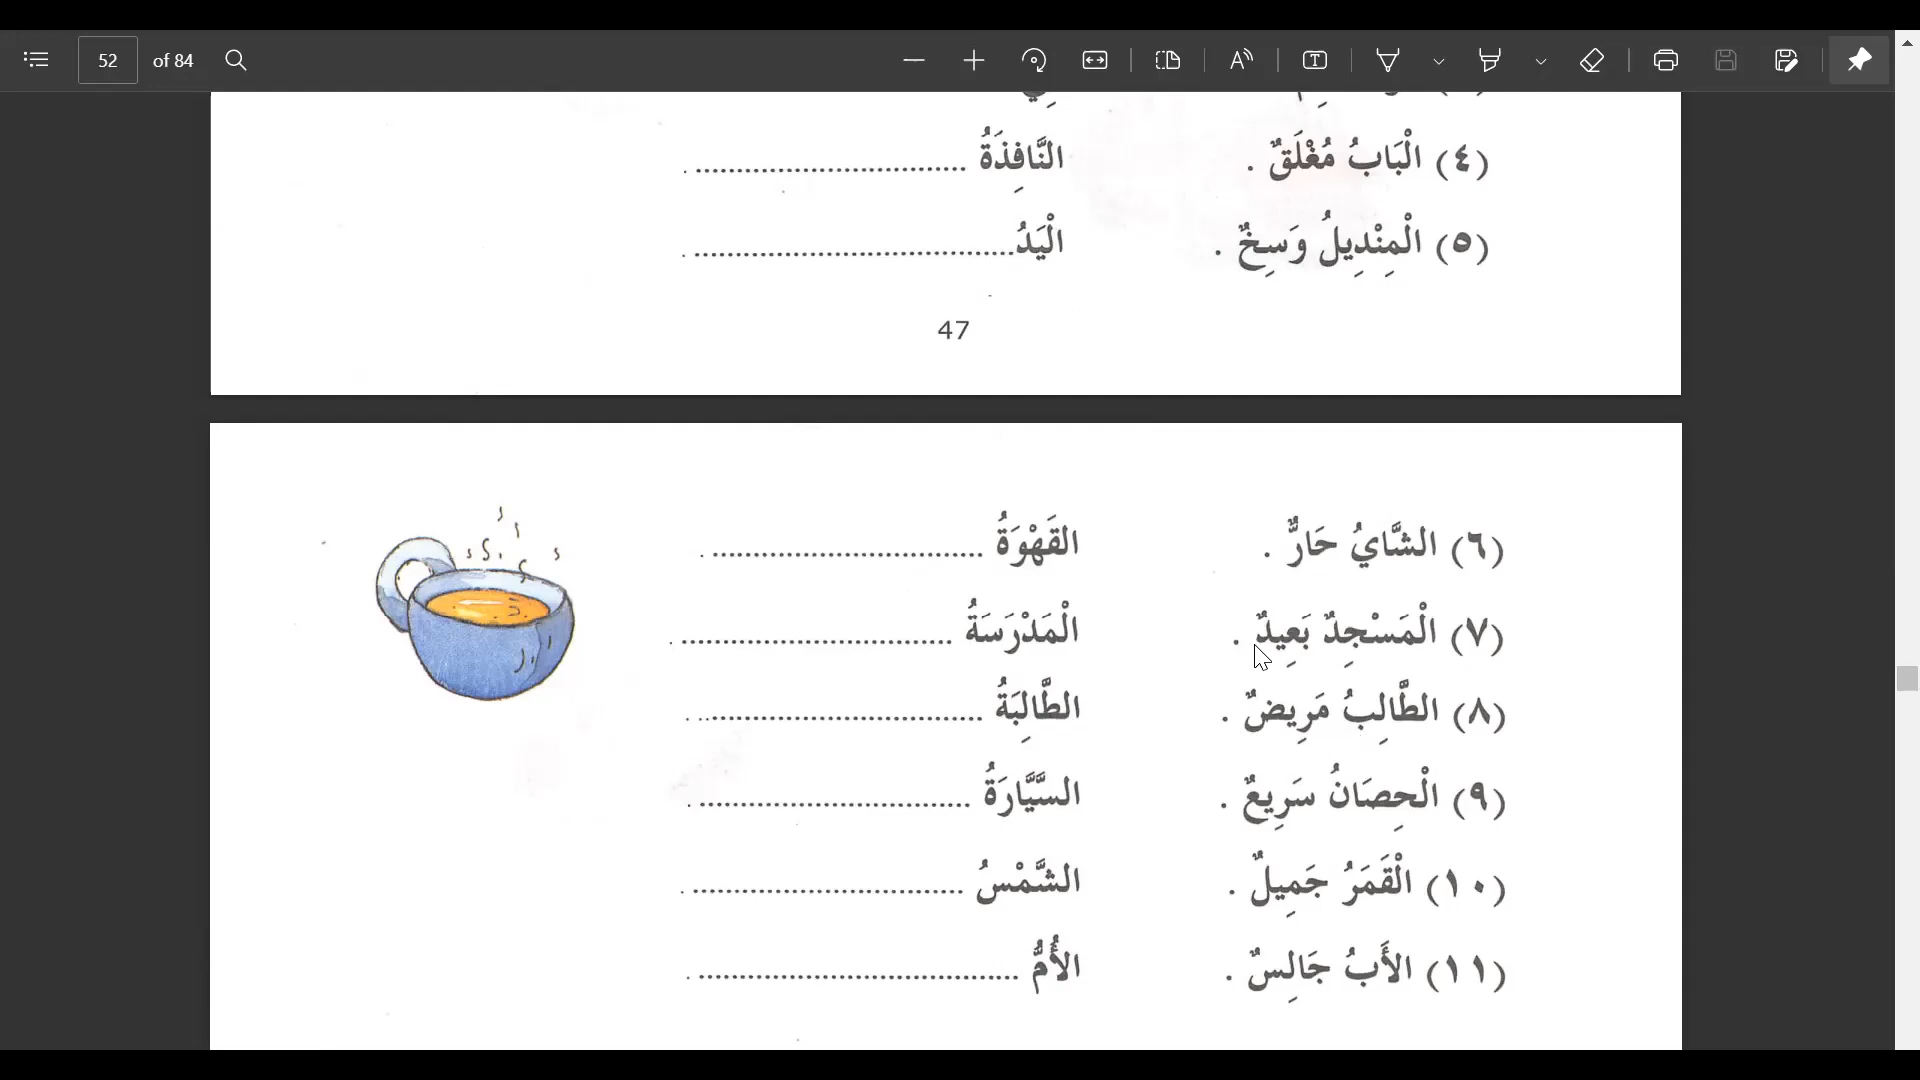 52 of 84
(٤) الْبَابُ مُغْلَقٌ . النَّافِذَةُ ................................ .
(٥) الْمِنْدِيلُ وَسِخٌ . الْيَدُ...................................... .
47
(٦) الشَّايُ حَارٌّ . القَهْوَةُ ................................ .
(٧) الْمَسْجِدٌ بَعِيدٌ . الْمَدْرَسَةُ ................................ .
(٨) الطَّالِبُ مَرِيضٌ . الطَّالِبَةُ ................................ .
(٩) الْحِصَانُ سَرِيعٌ . السَّيَّارَةُ ................................ .
(١٠) الْقَمَرُ جَمِيلٌ . الشَّمْسُ ................................ .
(١١) الأَبُ جَالِسٌ . الأُمُّ ...................................... .